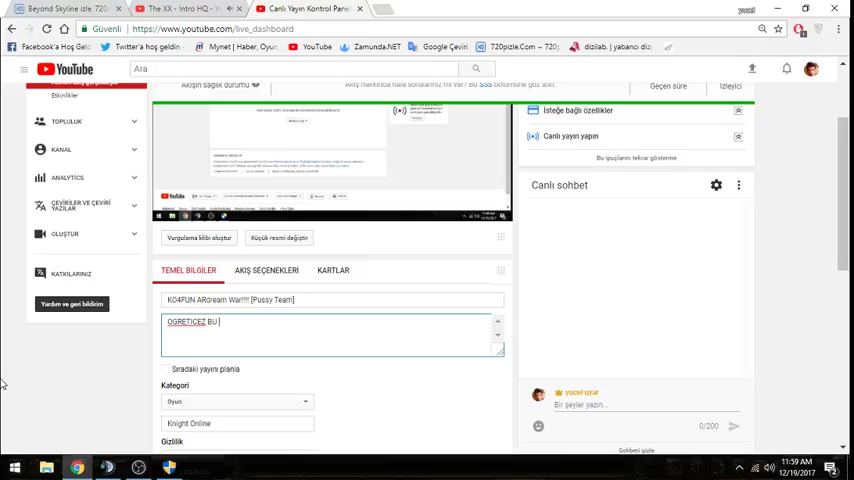 Beyond Skyline izle, 720p
The XX - Intro HQ - Y
Canlı Yayın Kontrol Pane
yucel
Güvenli
https://www.youtube.com/live_dashboard
Facebook'a Hoş G
Twitter'a hoş geldin
Mynet | Haber, Oyun,
YouTube
Zamunda.NET
Google Çeviri
720pizle.Com ~ 720p
dizilab. | yabancı diz
YouTube
Ara
Etkinlikler
TOPLULUK
KANAL
ANALYTICS
ÇEVİRİLER VE ÇEVİRİ
YAZILAR
OLUŞTUR
KATKILARINIZ
Yardım ve geri bildirim
Akışın sağlık durumu
Geçen süre
İzleyici
Vurgulama klibi oluştur
Küçük resmi değiştir
TEMEL BİLGİLER
AKIŞ SEÇENEKLERİ
KARTLAR
KO4FUN ARdream War!!!! [Pussy Team]
OGRETICEZ BU
Sıradaki yayını planla
Kategori
Oyun
Knight Online
Gizlilik
İsteğe bağlı özellikler
Canlı yayın yapın
Bu ipuçlarını tekrar gösterme
Canlı sohbet
yücel uyar
Bir şeyler yazın...
0/200
Sohbeti gizle
11:59 AM
12/19/2017